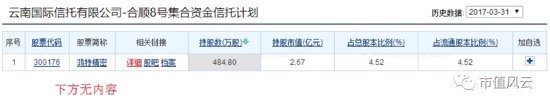 云南国际信托有限公司-合顺8号集合资金信托计划 历史数据: 2017-03-31
序号 股票代码 股票简称 相关链接 持股数(万股) 持股市值(亿元) 占总股本比例(%) 占流通股本比例(%) 加自选
1 300176 鸿特精密 详细 股吧 档案 484.80 2.67 4.52 4.52
下方无内容
市值风云